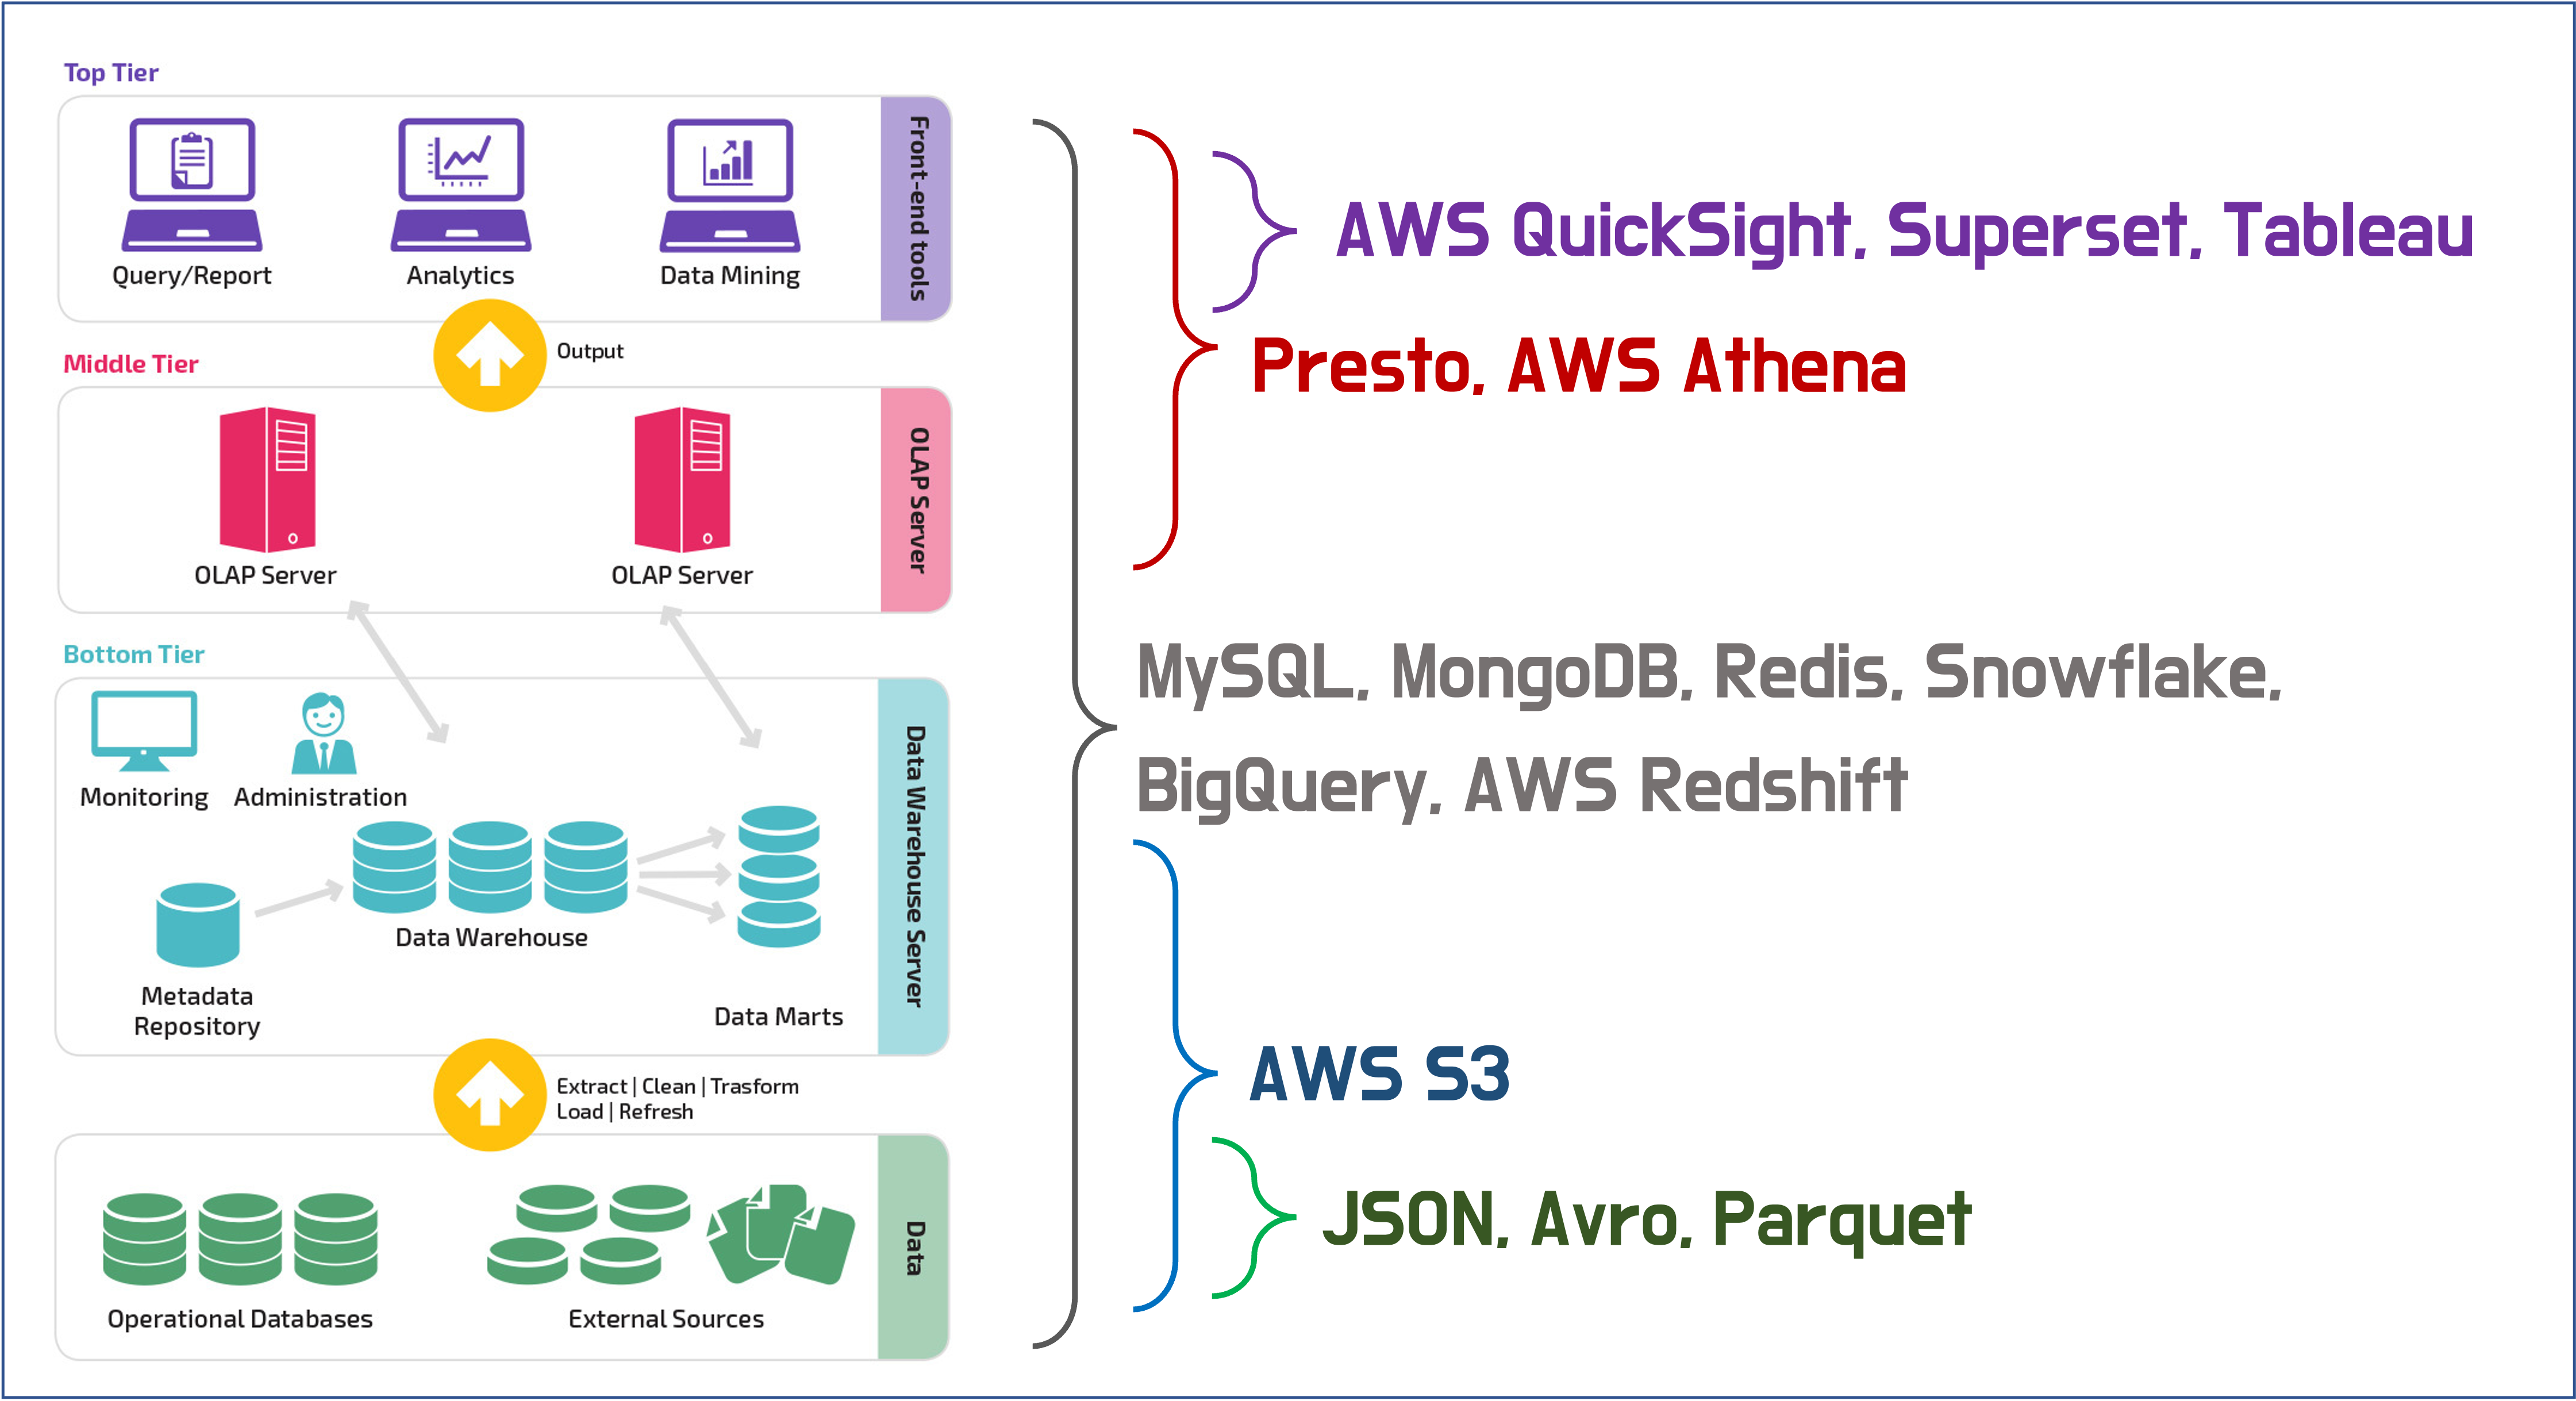 Top Tier
Query/Report
Analytics
Data Mining
Front-end tools
Output
Middle Tier
OLAP Server
OLAP Server
OLAP Server
Bottom Tier
Monitoring
Administration
Metadata
Repository
Data Warehouse
Data Marts
Data Warehouse Server
Extract | Clean | Trasform
Load | Refresh
Operational Databases
External Sources
Data
AWS QuickSight, Superset, Tableau
Presto, AWS Athena
MySQL, MongoDB, Redis, Snowflake,
BigQuery, AWS Redshift
AWS S3
JSON, Avro, Parquet